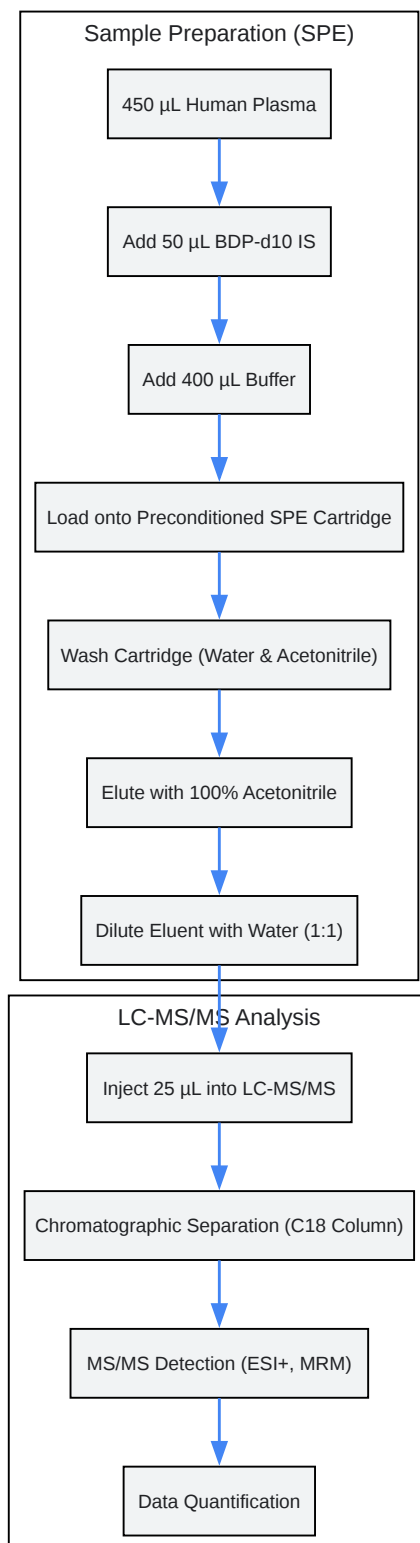 Sample Preparation (SPE)
450 µL Human Plasma
Add 50 µL BDP-d10 IS
Add 400 µL Buffer
Load onto Preconditioned SPE Cartridge
Wash Cartridge (Water & Acetonitrile)
Elute with 100% Acetonitrile
Dilute Eluent with Water (1:1)
LC-MS/MS Analysis
Inject 25 µL into LC-MS/MS
Chromatographic Separation (C18 Column)
MS/MS Detection (ESI+, MRM)
Data Quantification